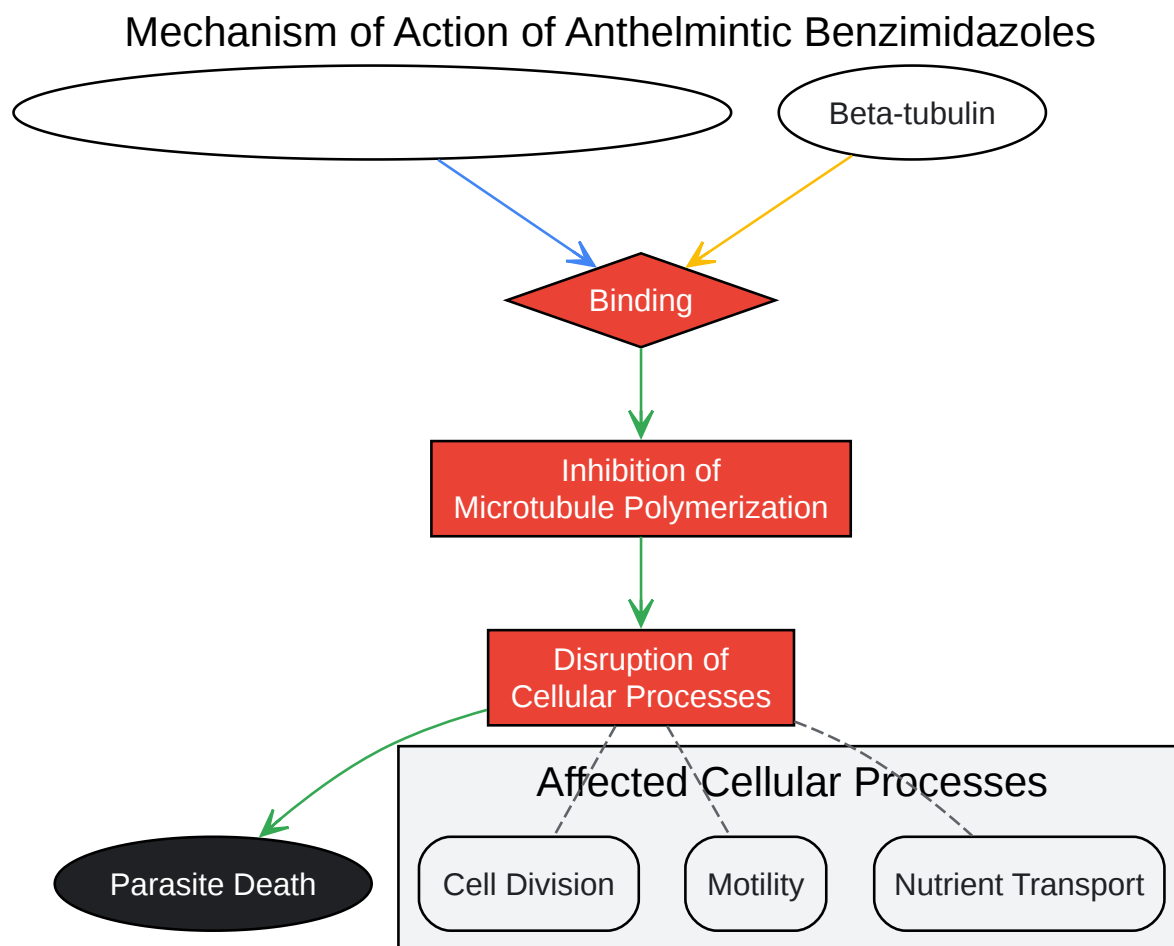 Mechanism of Action of Anthelmintic Benzimidazoles
Beta-tubulin
Binding
Inhibition of
Microtubule Polymerization
Disruption of
Cellular Processes
Affected Cellular Processes
Parasite Death
Cell Division
Motility
Nutrient Transport